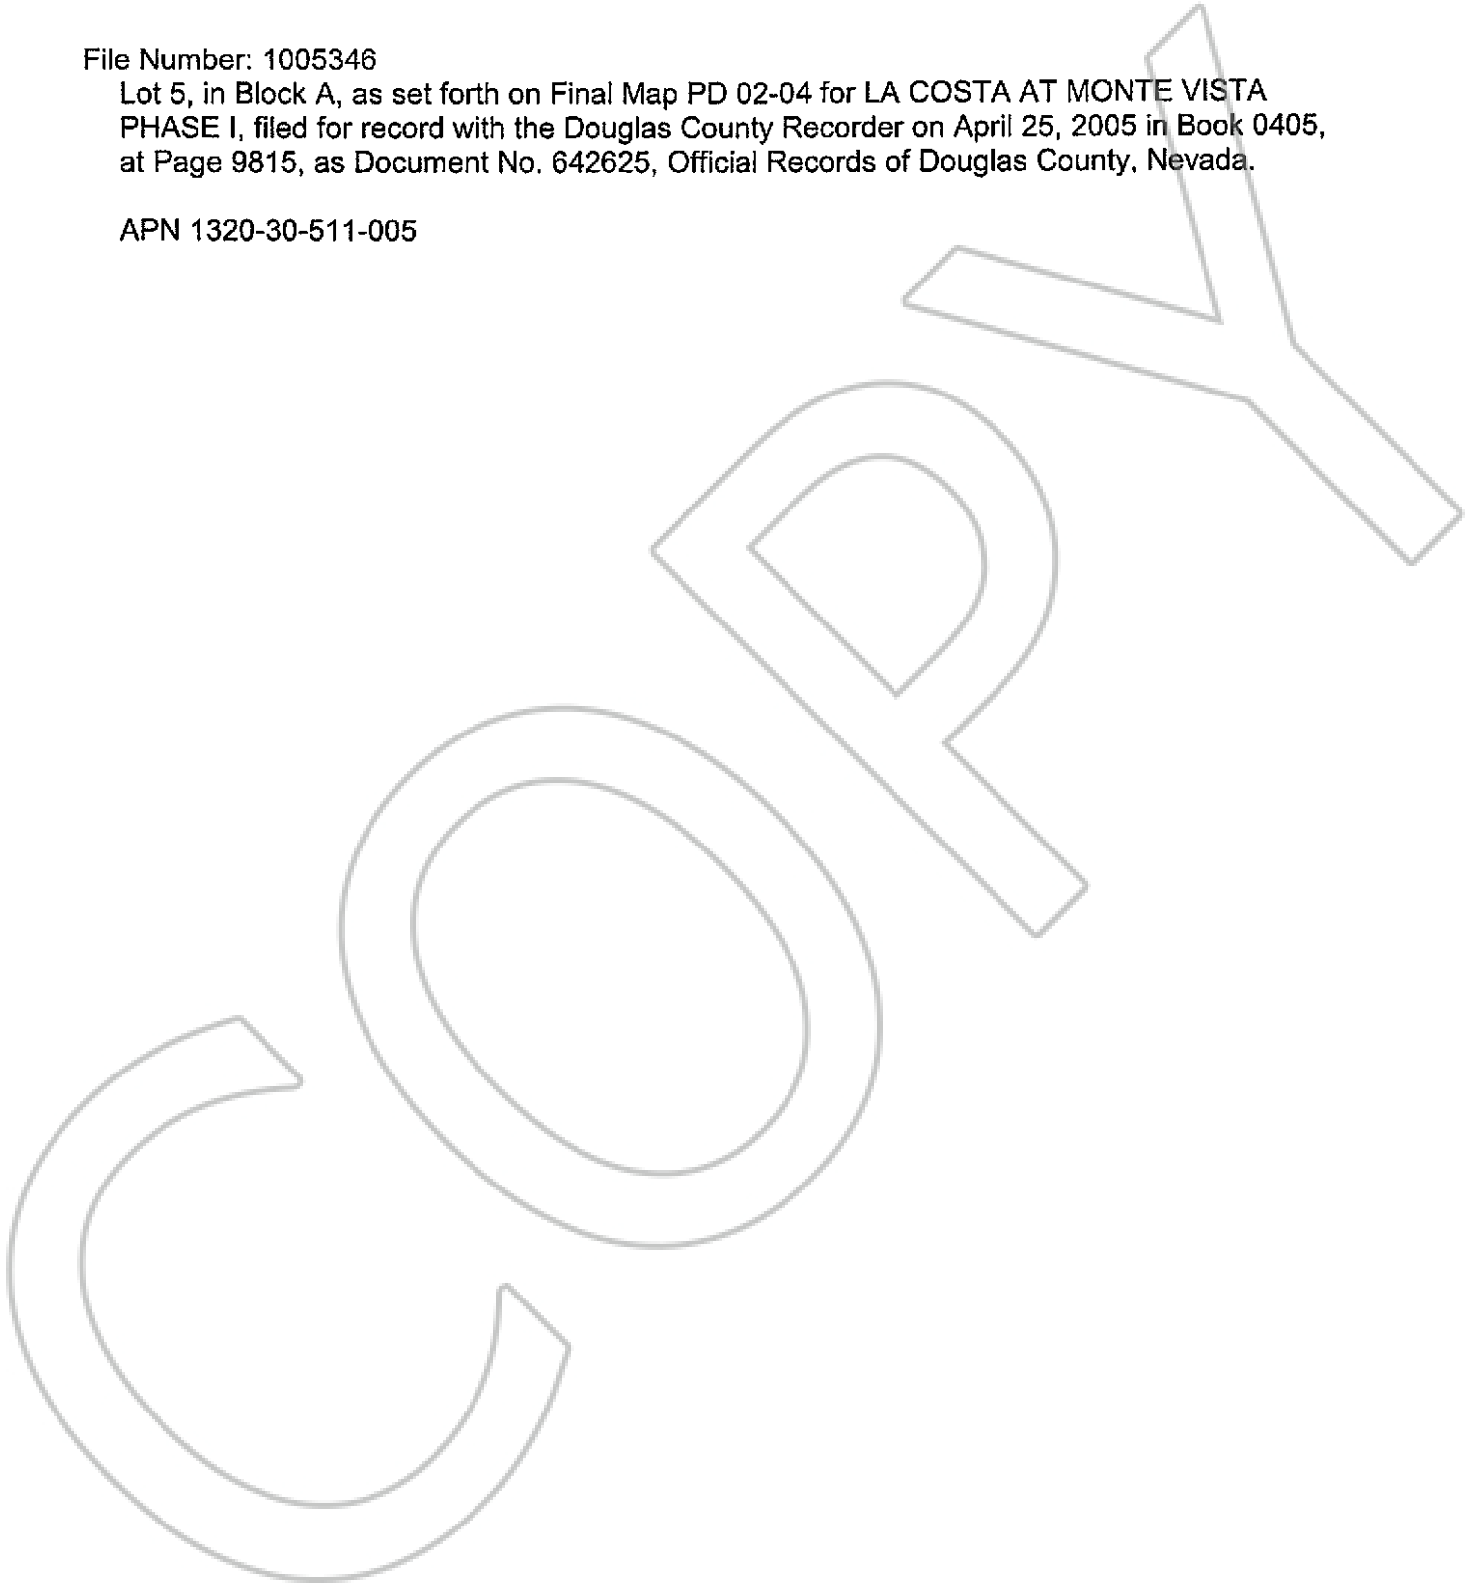 File Number: 1005346
Lot 5, in Block A, as set forth on Final Map PD 02-04 for LA COSTA AT MONTE VISTA
PHASE I, filed for record with the Douglas County Recorder on April 25, 2005 in Book 0405,
at Page 9815, as Document No. 642625, Official Records of Douglas County, Nevada.
APN 1320-30-511-005
COPY